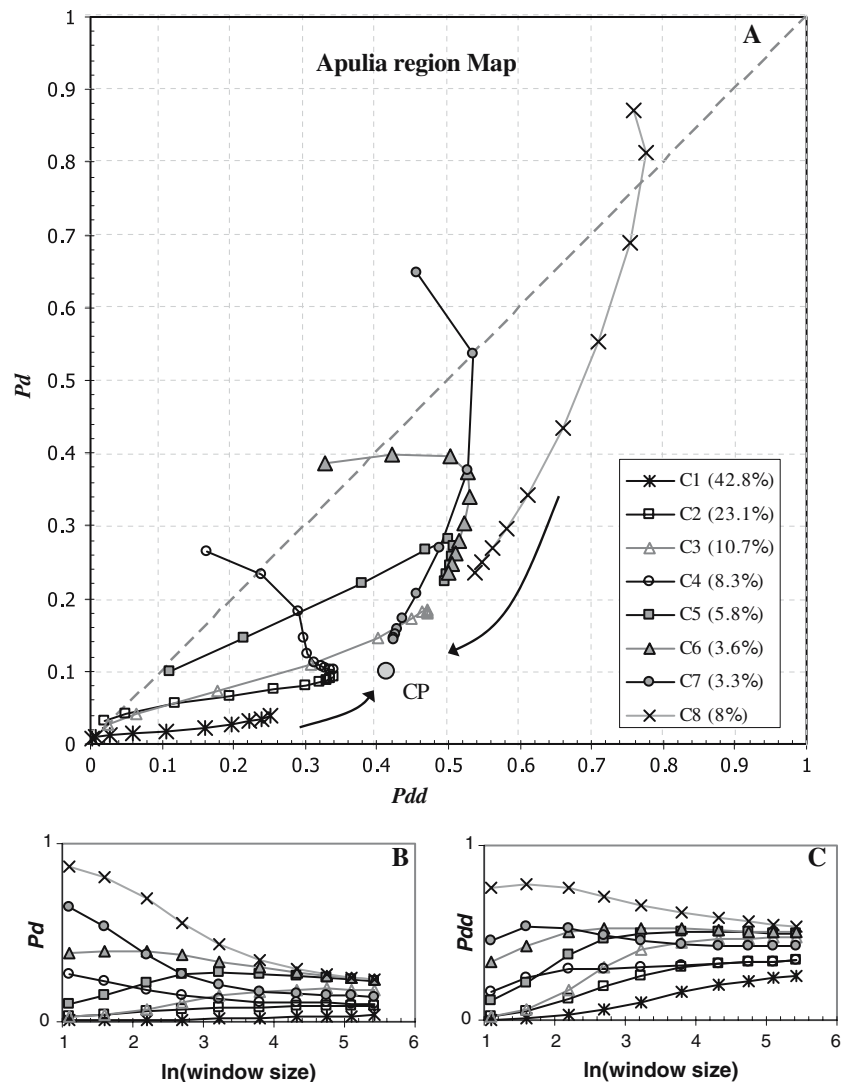 A
Apulia region Map
1
0.9
0.8
0.7
0.6
0.5
0.4
0.3
0.2
0.1
0
Pd
0 0.1 0.2 0.3 0.4 0.5 0.6 0.7 0.8 0.9 1
Pdd
CP
C1 (42.8%)
C2 (23.1%)
C3 (10.7%)
C4 (8.3%)
C5 (5.8%)
C6 (3.6%)
C7 (3.3%)
C8 (8%)
B
1
Pd
0
1 2 3 4 5 6
ln(window size)
C
1
Pdd
0
1 2 3 4 5 6
ln(window size)